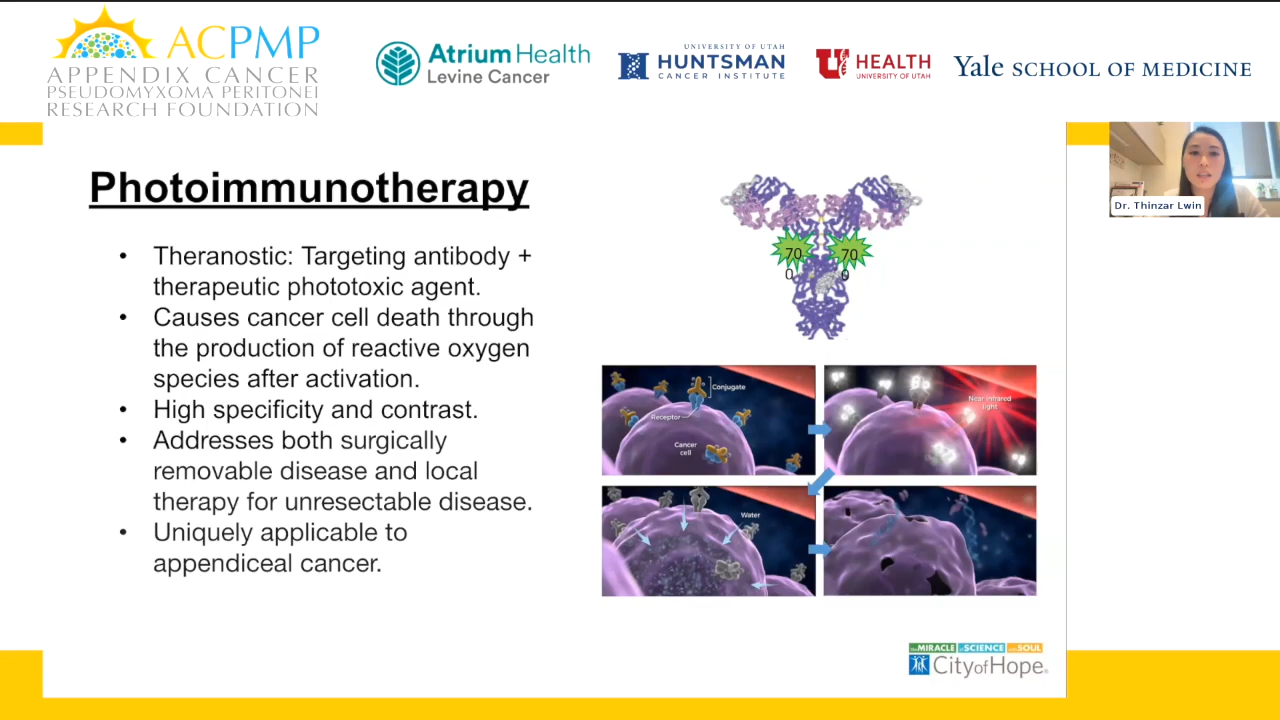 ACPMP
APPENDIX CANCER
PSEUDOMYXOMA PERITONEI
RESEARCH FOUNDATION
Atrium Health
Levine Cancer
UNIVERSITY OF UTAH
HUNTSMAN
CANCER INSTITUTE
U
HEALTH
UNIVERSITY OF UTAH
Yale SCHOOL OF MEDICINE
Dr. Thinzar Lwin
Photoimmunotherapy
• Theranostic: Targeting antibody +
therapeutic phototoxic agent.
• Causes cancer cell death through
the production of reactive oxygen
species after activation.
• High specificity and contrast.
• Addresses both surgically
removable disease and local
therapy for unresectable disease.
• Uniquely applicable to
appendiceal cancer.
70
0
70
0
Conjugate
Receptor
Cancer
cell
Near infrared
light
Water
the MIRACLE of SCIENCE with SOUL
City of Hope®